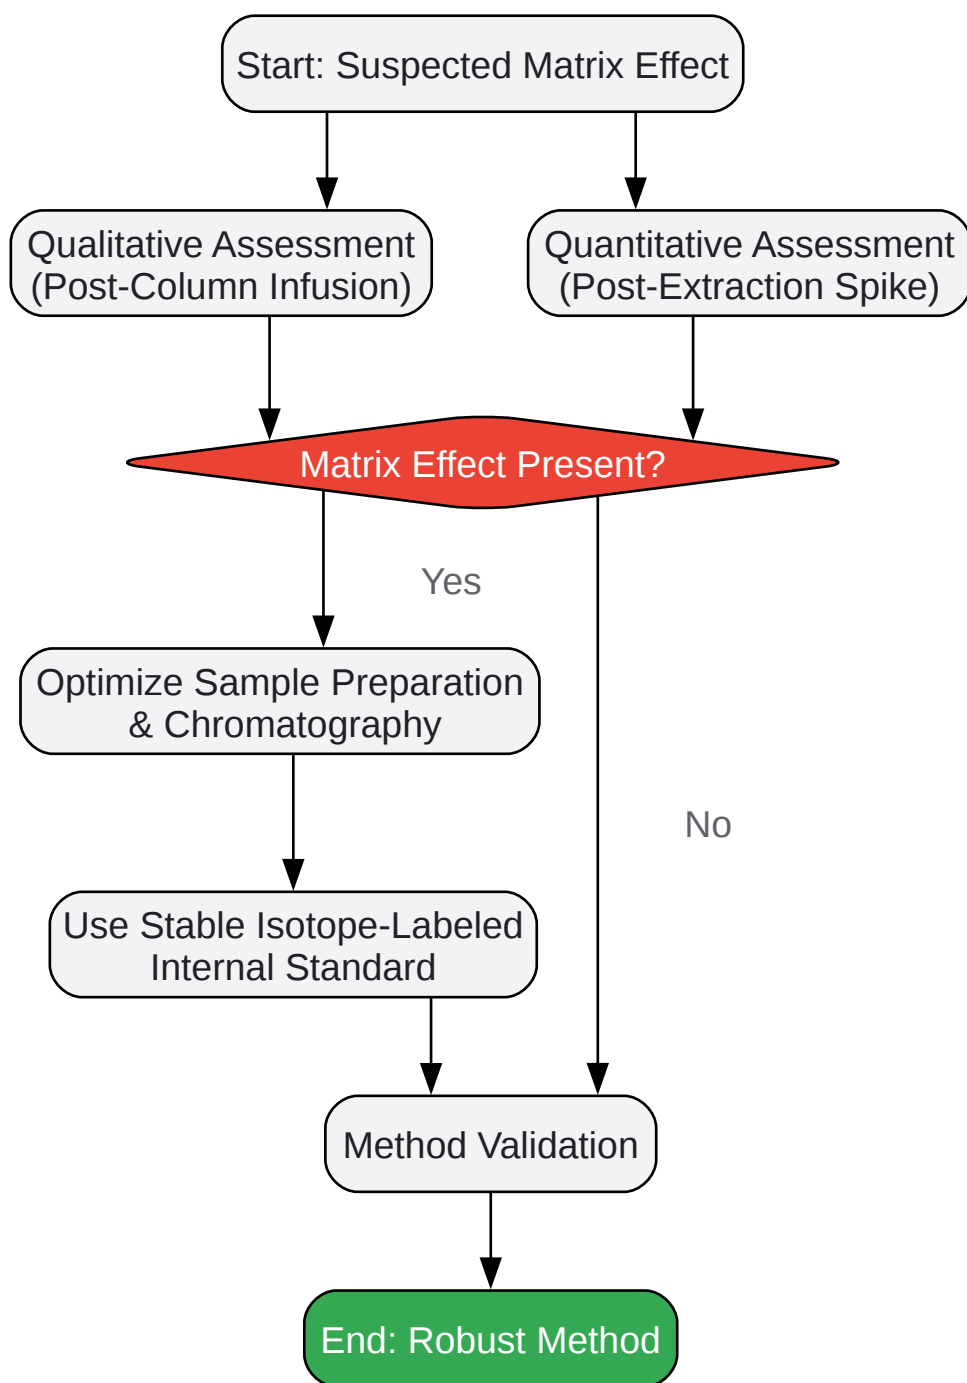 Start: Suspected Matrix Effect
Qualitative Assessment
(Post-Column Infusion)
Quantitative Assessment
(Post-Extraction Spike)
Matrix Effect Present?
Yes
Optimize Sample Preparation
& Chromatography
No
Use Stable Isotope-Labeled
Internal Standard
Method Validation
End: Robust Method